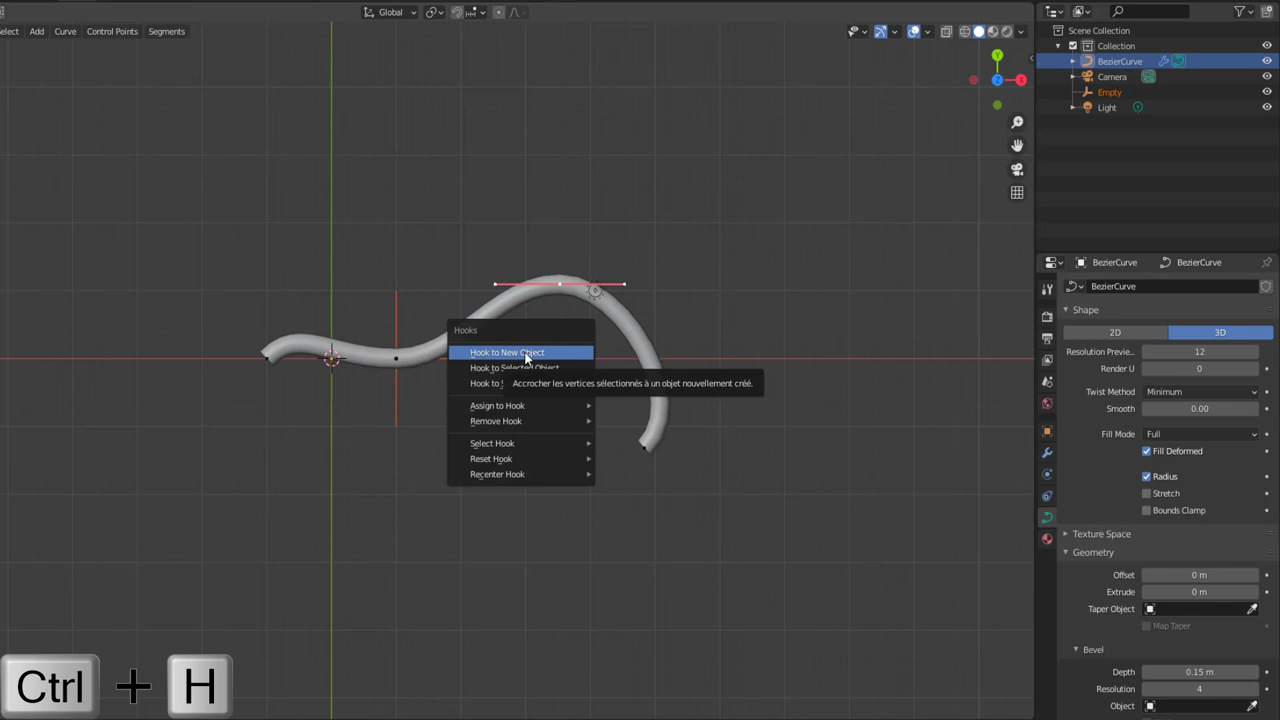 Global
elect Add Curve Control Points Segments
Y
Z
X
Hooks
Hook to New Object
Hook to Selected Object
Hook to
Accrocher les vertices sélectionnés à un objet nouvellement créé.
Assign to Hook
Remove Hook
Select Hook
Reset Hook
Recenter Hook
Ctrl + H
Scene Collection
Collection
BezierCurve
Camera
Empty
Light
BezierCurve BezierCurve
BezierCurve
Shape
2D 3D
Resolution Previe... 12
Render U 0
Twist Method Minimum
Smooth 0.00
Fill Mode Full
Fill Deformed
Radius
Stretch
Bounds Clamp
Texture Space
Geometry
Offset 0 m
Extrude 0 m
Taper Object
Map Taper
Bevel
Depth 0.15 m
Resolution 4
Object